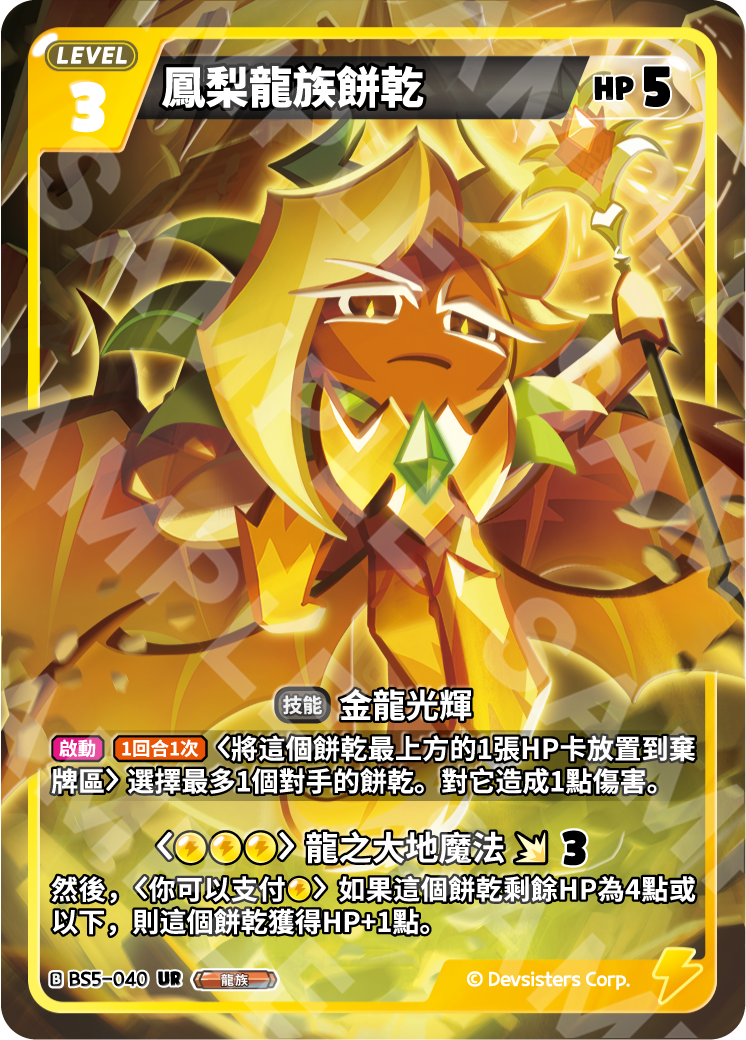 LEVEL
3
鳳梨龍族餅乾
HP 5
技能 金龍光輝
啟動 1回合1次 〈將這個餅乾最上方的1張HP卡放置到棄
牌區〉選擇最多1個對手的餅乾。對它造成1點傷害。
〈〉龍之大地魔法 3
然後，〈你可以支付〉如果這個餅乾剩餘HP為4點或
以下，則這個餅乾獲得HP+1點。
B BS5-040 UR 龍族
© Devsisters Corp.
SAMPLE SAMPLE SAMPLE